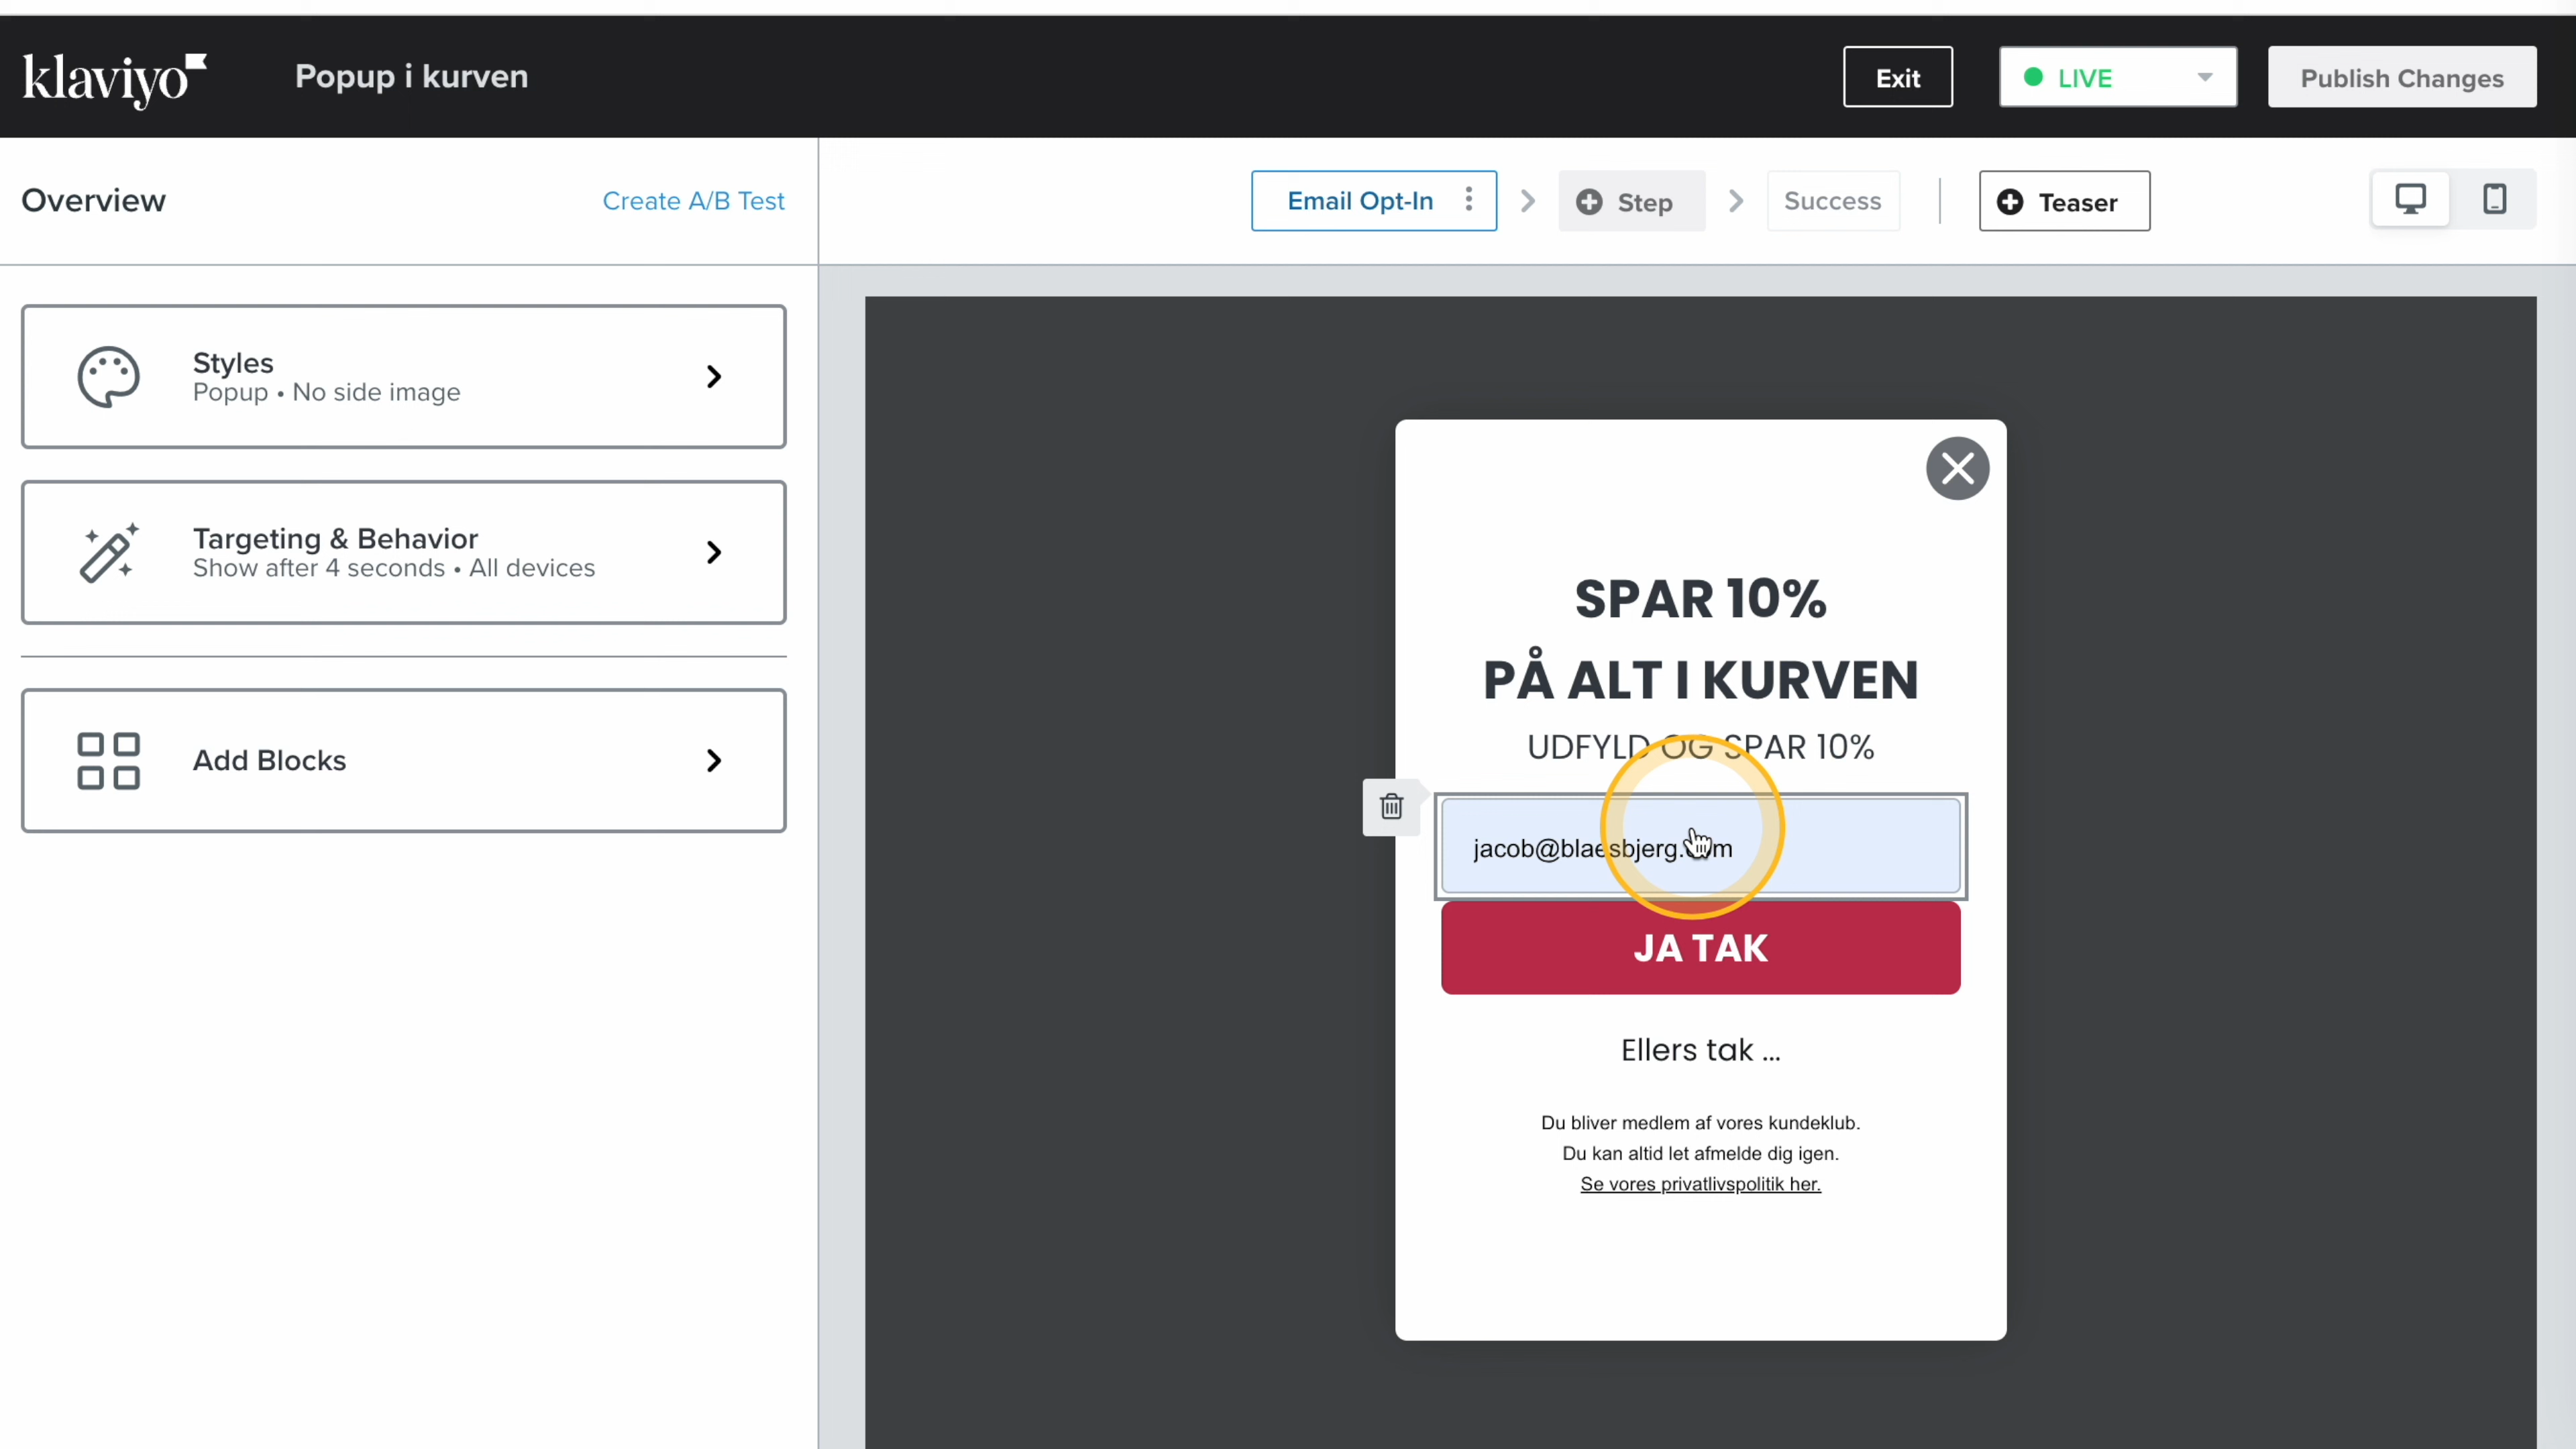 klaviyo
Popup i kurven
Exit
LIVE
Publish Changes
Overview
Create A/B Test
Email Opt-In
Step
Success
Teaser
Styles
Popup • No side image
Targeting & Behavior
Show after 4 seconds • All devices
Add Blocks
SPAR 10%
PÅ ALT I KURVEN
UDFYLD OG SPAR 10%
jacob@blaesbjerg.com
JA TAK
Ellers tak ...
Du bliver medlem af vores kundeklub.
Du kan altid let afmelde dig igen.
Se vores privatlivspolitik her.